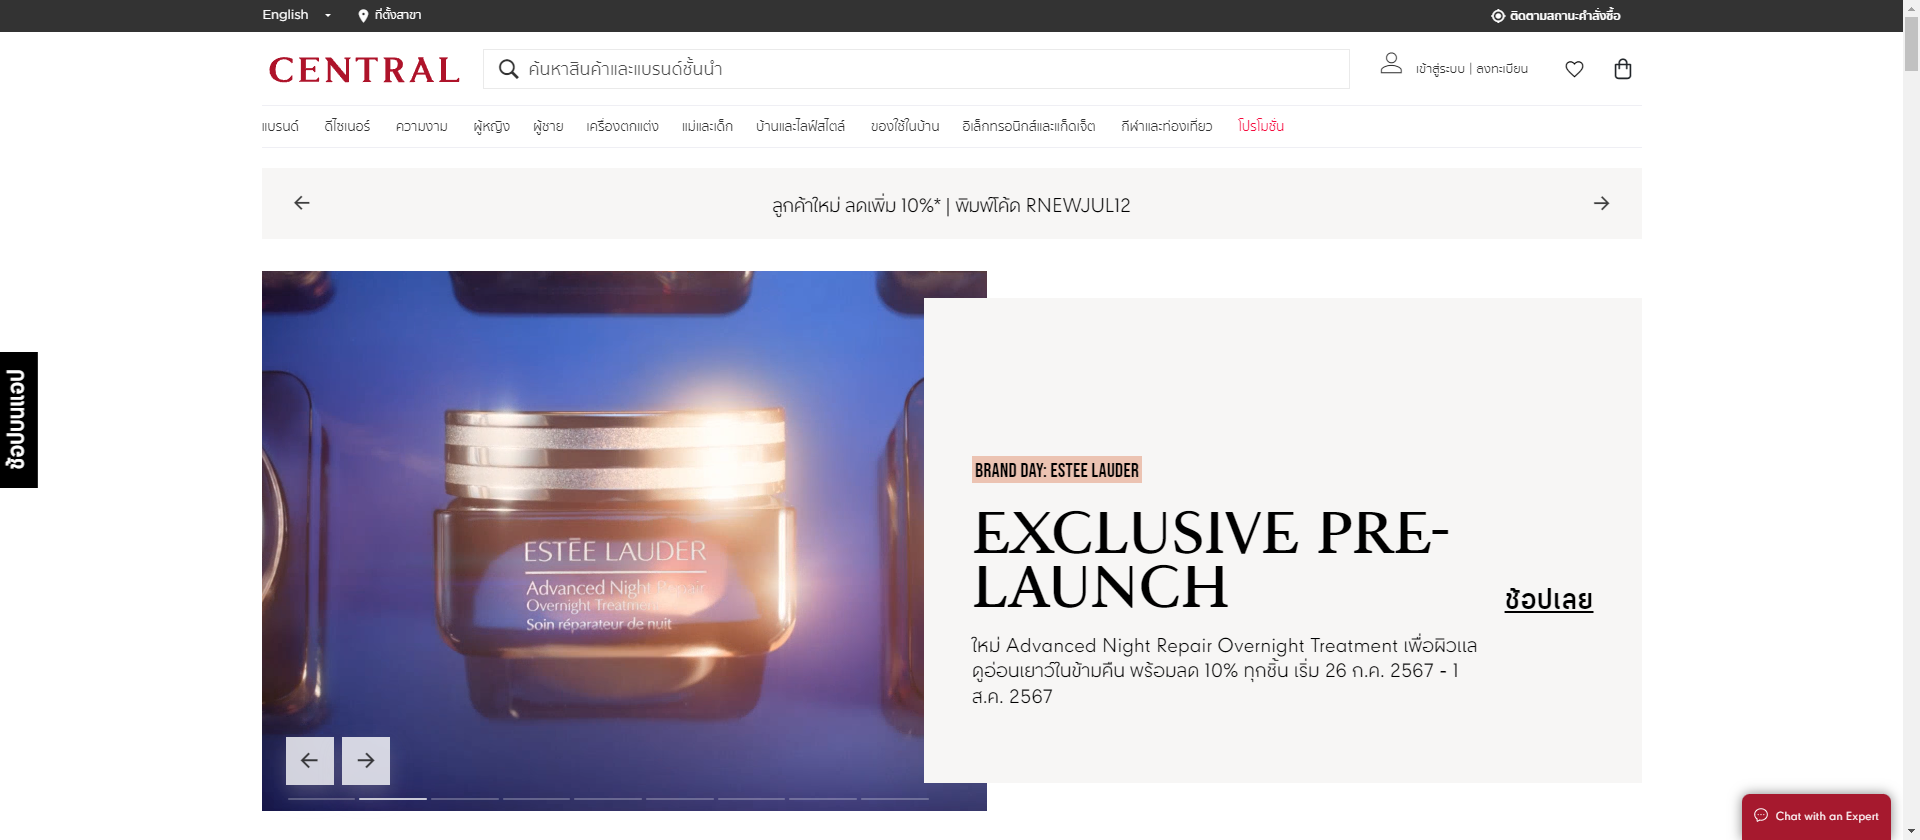 English
ที่ตั้งสาขา
ติดตามสถานะคำสั่งซื้อ
CENTRAL
ค้นหาสินค้าและแบรนด์ชั้นนำ
เข้าสู่ระบบ | ลงทะเบียน
แบรนด์ ดีไซเนอร์ ความงาม ผู้หญิง ผู้ชาย เครื่องตกแต่ง แม่และเด็ก บ้านและไลฟ์สไตล์ ของใช้ในบ้าน อิเล็กทรอนิกส์และแก็ดเจ็ต กีฬาและท่องเที่ยว โปรโมชั่น
ลูกค้าใหม่ ลดเพิ่ม 10%* | พิมพ์โค้ด RNEWJUL12
ช้อปบนแอป
ESTĒE LAUDER
Advanced Night Repair
Overnight Treatment
Soin réparateur de nuit
BRAND DAY: ESTEE LAUDER
EXCLUSIVE PRE-
LAUNCH
ช้อปเลย
ใหม่ Advanced Night Repair Overnight Treatment เพื่อผิวแล
ดูอ่อนเยาว์ในข้ามคืน พร้อมลด 10% ทุกชิ้น เริ่ม 26 ก.ค. 2567 - 1
ส.ค. 2567
Chat with an Expert